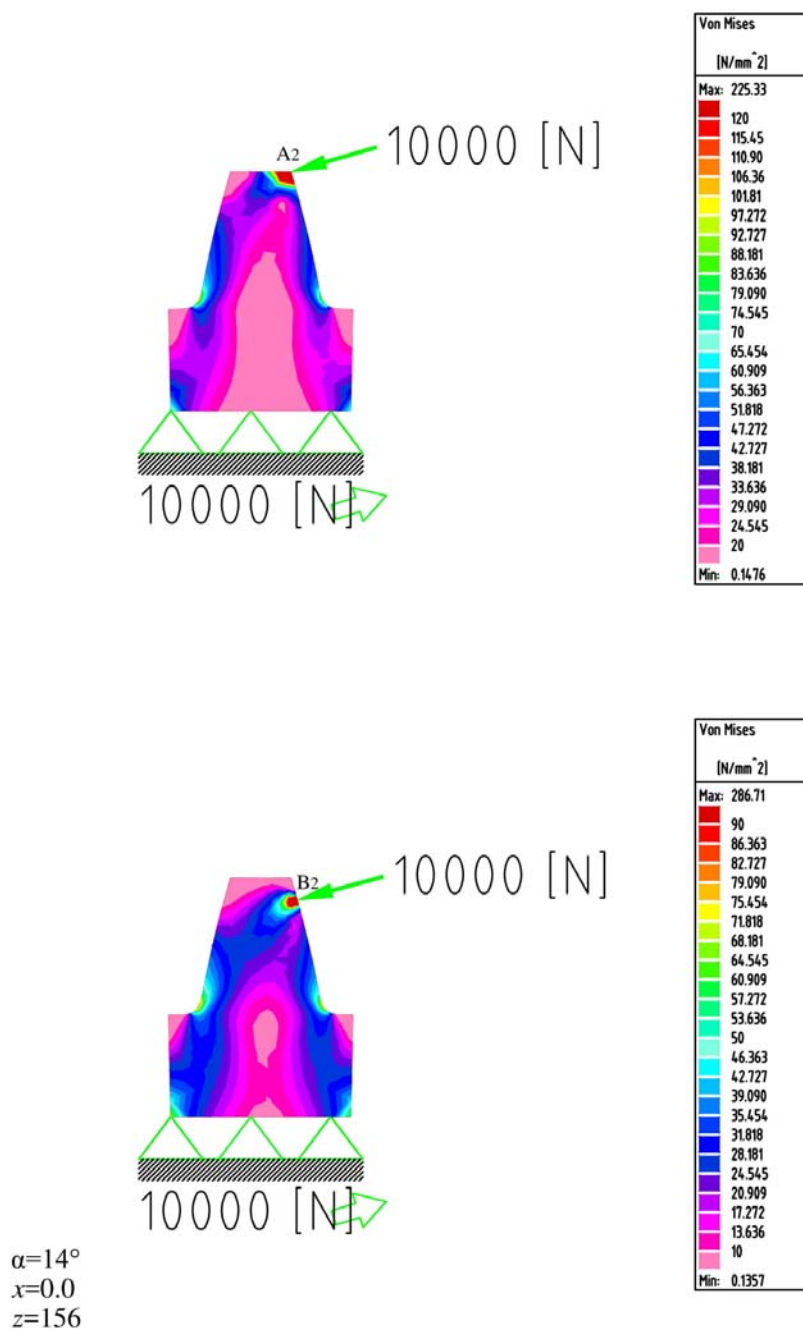 Von Mises
[N/mm^2]
Max: 225.33
120
115.45
110.90
106.36
101.81
97.272
92.727
88.181
83.636
79.090
74.545
70
65.454
60.909
56.363
51.818
47.272
42.727
38.181
33.636
29.090
24.545
20
Min: 0.1476
A2
10000 [N]
10000 [N]
Von Mises
[N/mm^2]
Max: 286.71
90
86.363
82.727
79.090
75.454
71.818
68.181
64.545
60.909
57.272
53.636
50
46.363
42.727
39.090
35.454
31.818
28.181
24.545
20.909
17.272
13.636
10
Min: 0.1357
B2
10000 [N]
10000 [N]
α=14°
x=0.0
z=156